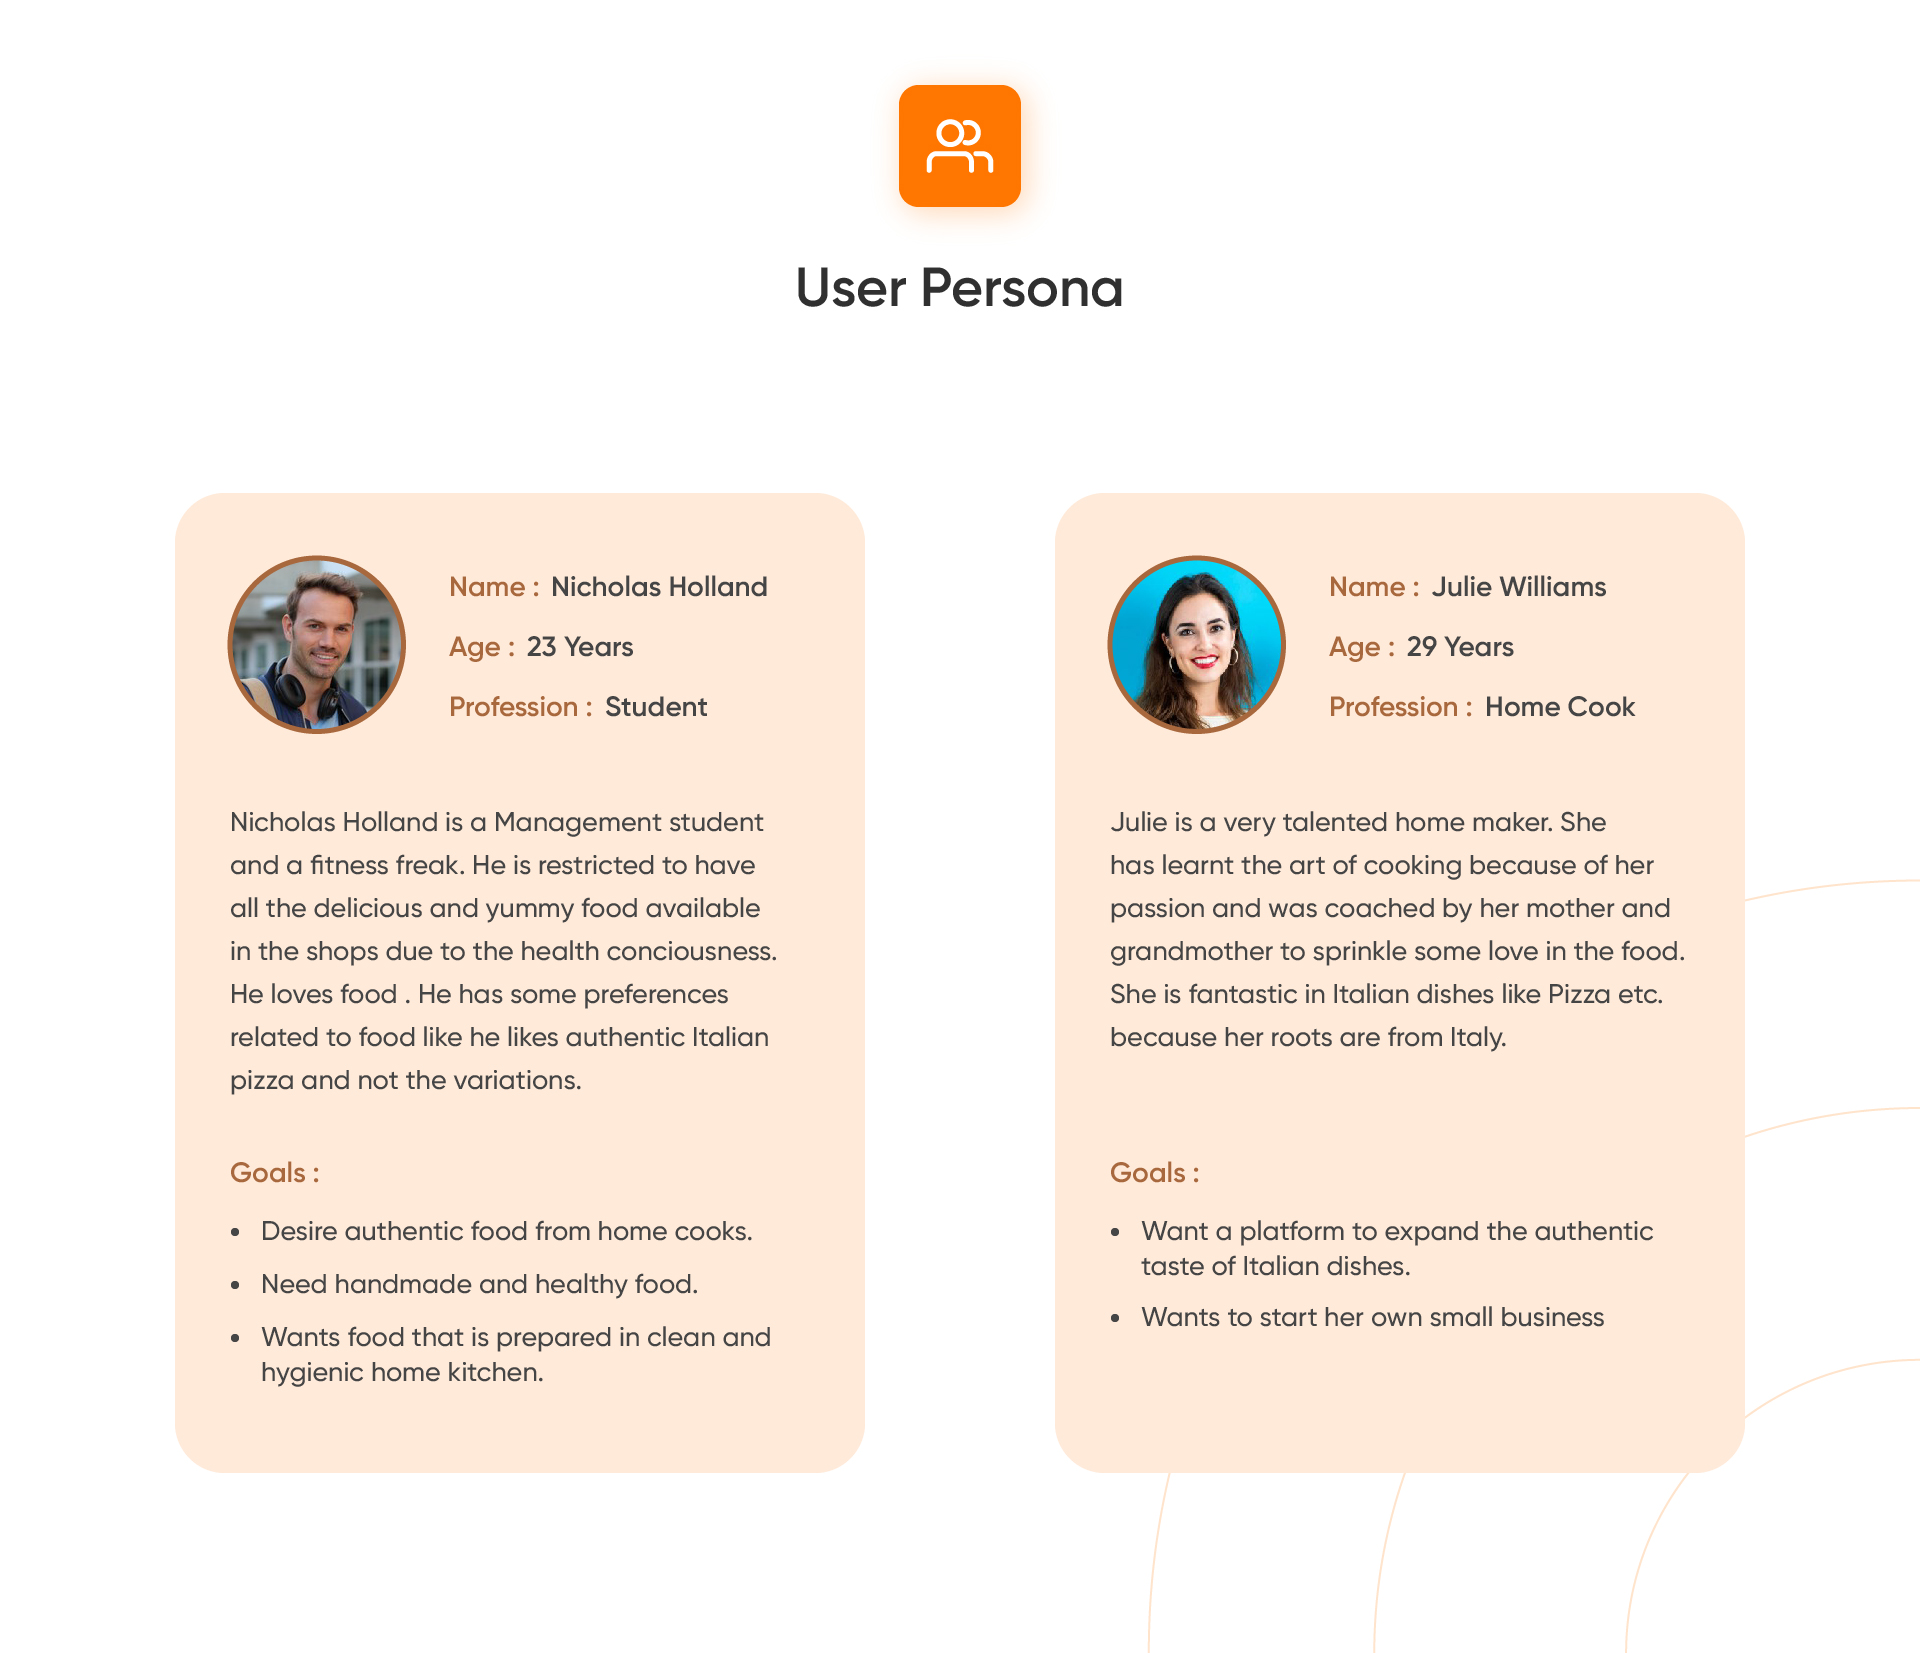 User Persona
Name : Nicholas Holland
Age : 23 Years
Profession : Student
Nicholas Holland is a Management student
and a fitness freak. He is restricted to have
all the delicious and yummy food available
in the shops due to the health conciousness.
He loves food . He has some preferences
related to food like he likes authentic Italian
pizza and not the variations.
Goals :
• Desire authentic food from home cooks.
• Need handmade and healthy food.
• Wants food that is prepared in clean and
hygienic home kitchen.
Name : Julie Williams
Age : 29 Years
Profession : Home Cook
Julie is a very talented home maker. She
has learnt the art of cooking because of her
passion and was coached by her mother and
grandmother to sprinkle some love in the food.
She is fantastic in Italian dishes like Pizza etc.
because her roots are from Italy.
Goals :
• Want a platform to expand the authentic
taste of Italian dishes.
• Wants to start her own small business